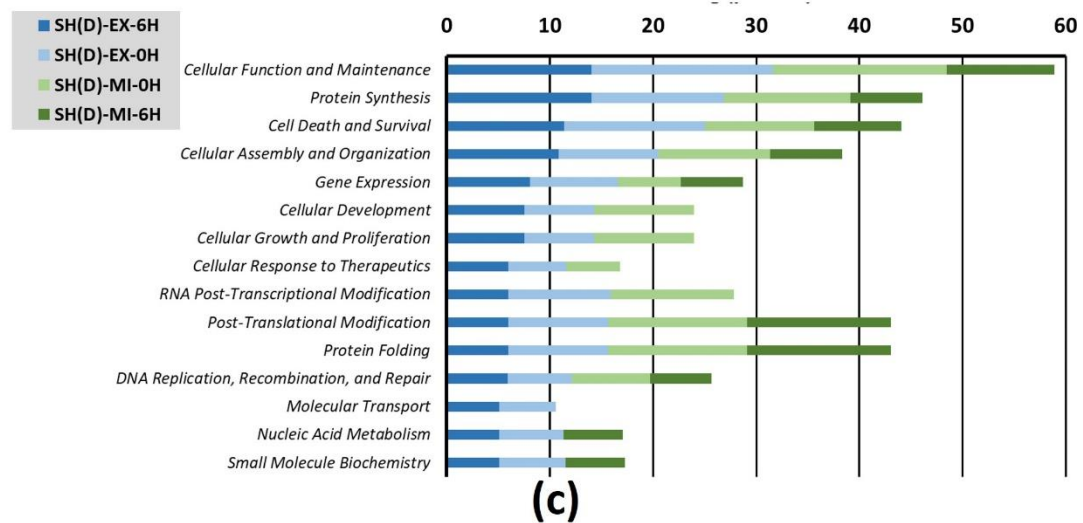 SH(D)-EX-6H
SH(D)-EX-0H
SH(D)-MI-0H
SH(D)-MI-6H
0 10 20 30 40 50 60
Cellular Function and Maintenance
Protein Synthesis
Cell Death and Survival
Cellular Assembly and Organization
Gene Expression
Cellular Development
Cellular Growth and Proliferation
Cellular Response to Therapeutics
RNA Post-Transcriptional Modification
Post-Translational Modification
Protein Folding
DNA Replication, Recombination, and Repair
Molecular Transport
Nucleic Acid Metabolism
Small Molecule Biochemistry
(c)